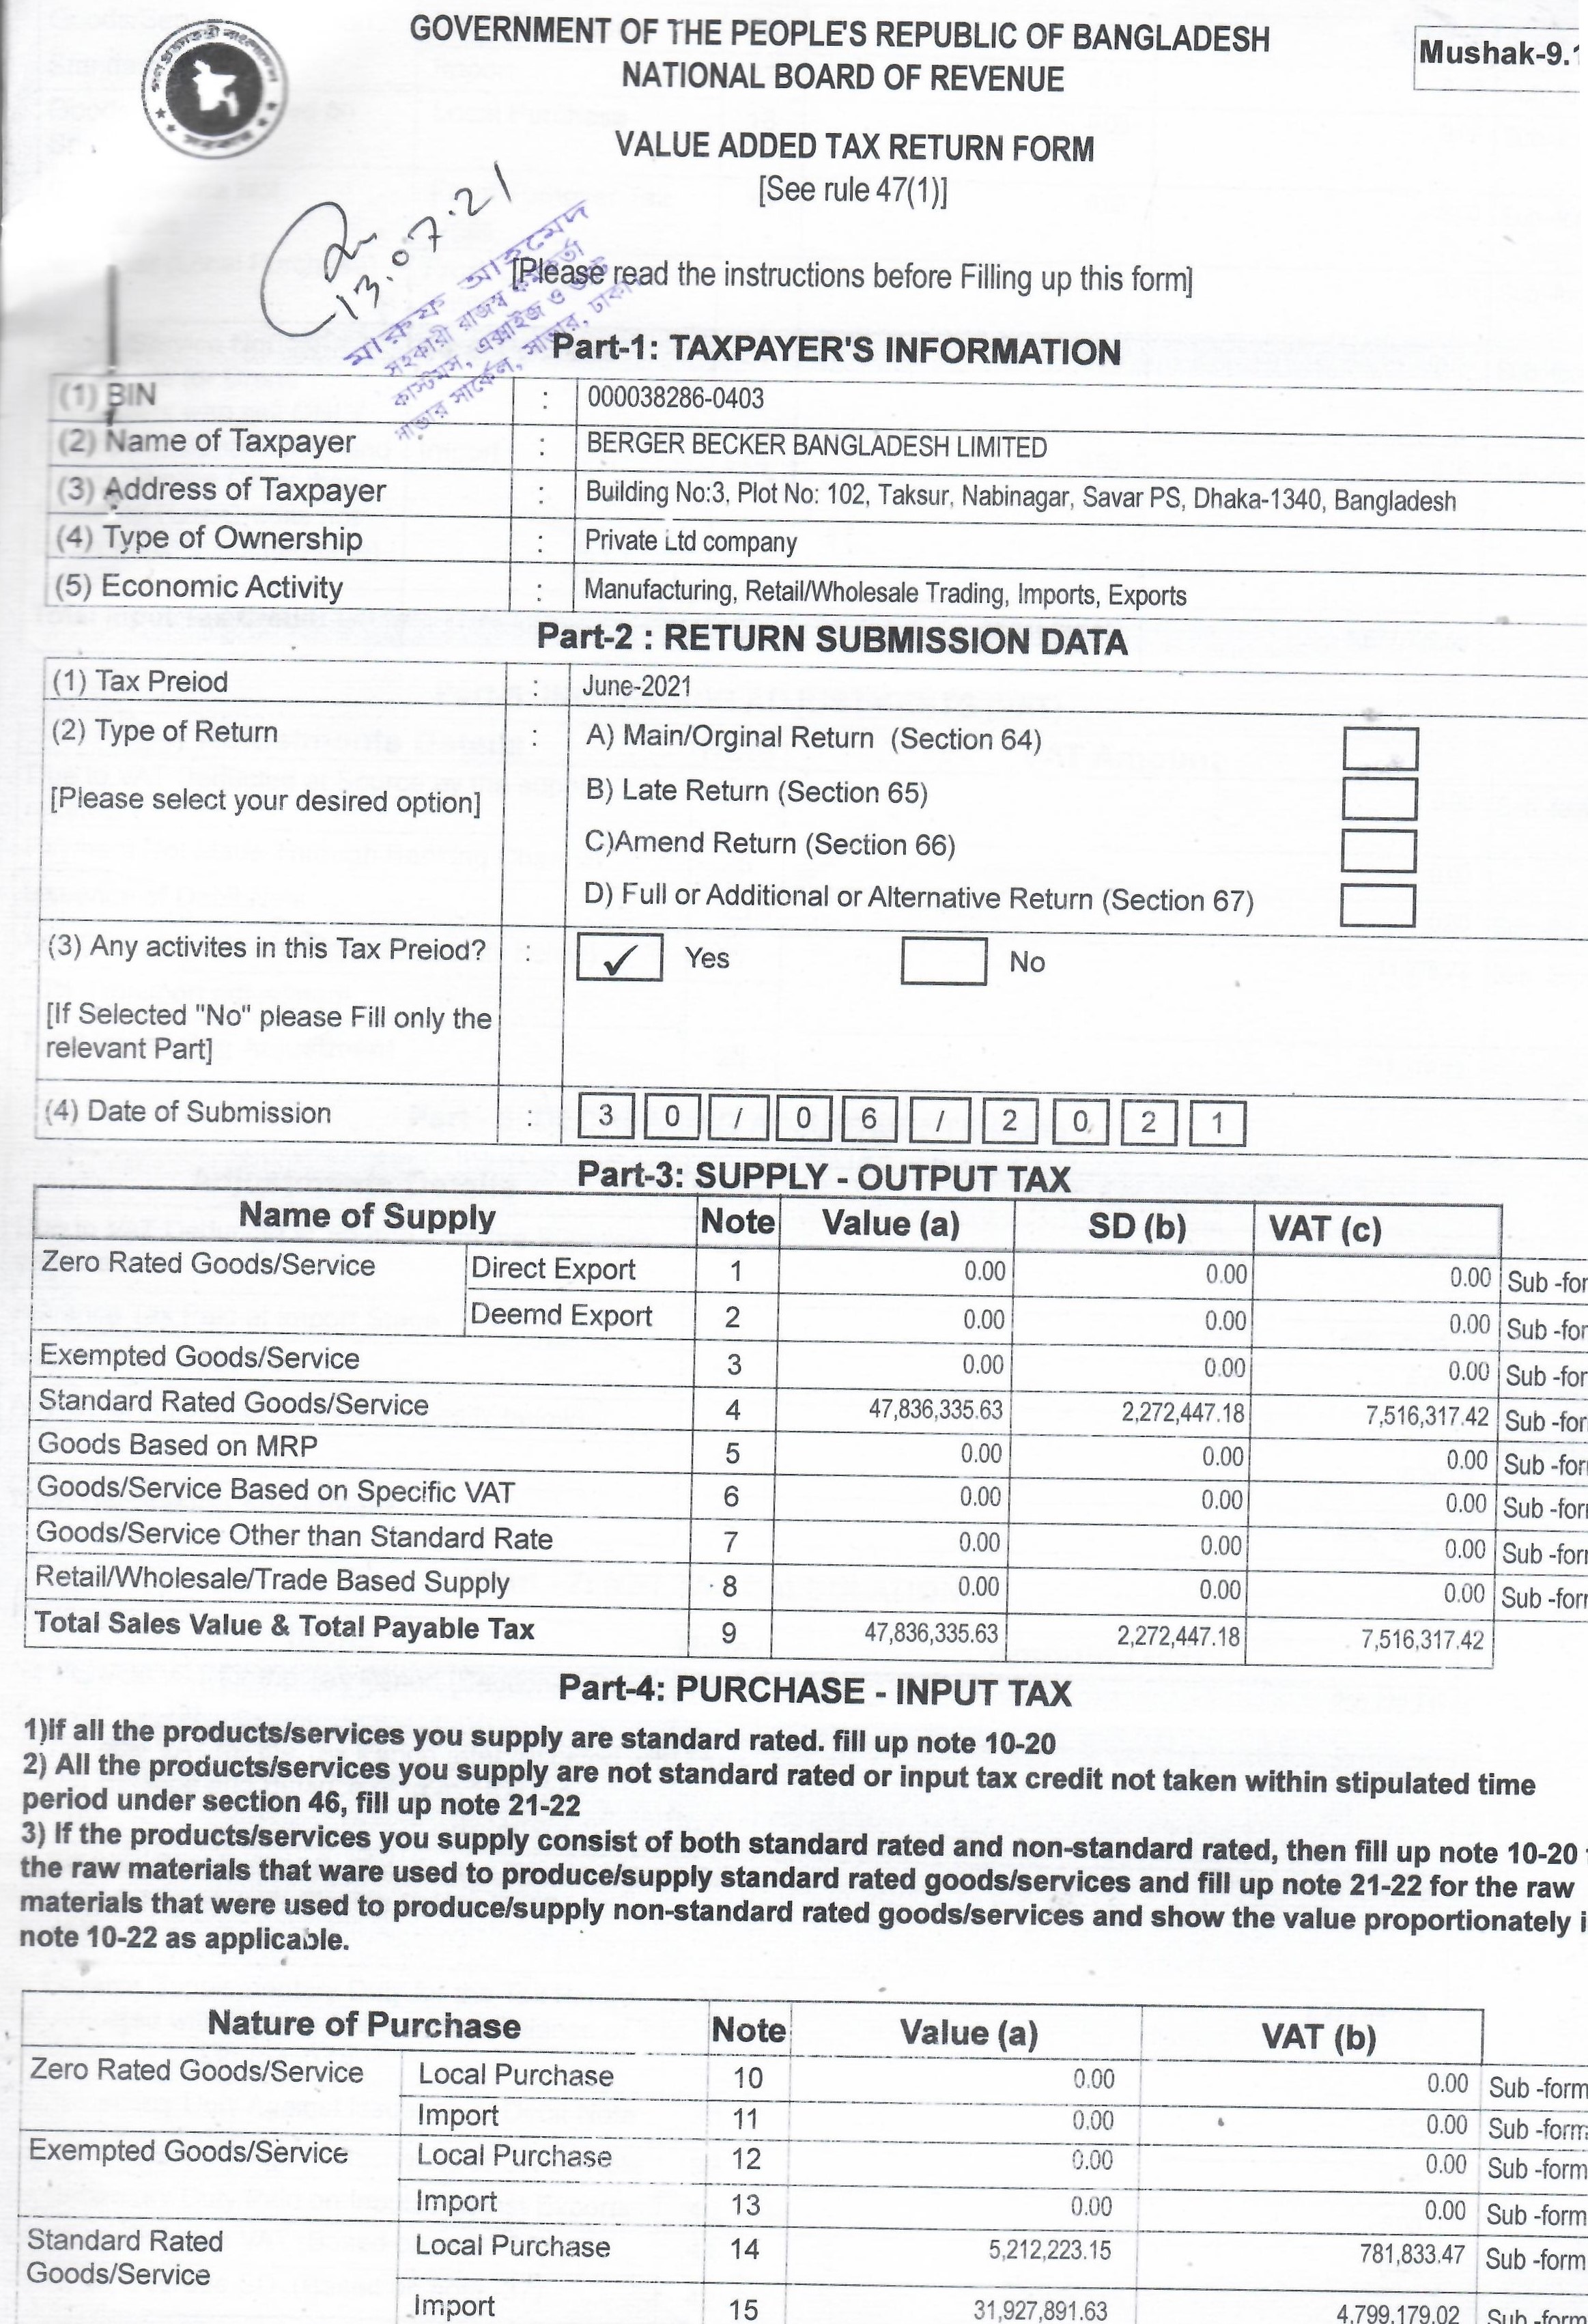 GOVERNMENT OF THE PEOPLE'S REPUBLIC OF BANGLADESH
NATIONAL BOARD OF REVENUE
Mushak-9.1
VALUE ADDED TAX RETURN FORM
[See rule 47(1)]
13.07.21
[Please read the instructions before Filling up this form]
মারুফ আহমেদ
সহকারী রাজস্ব কর্মকর্তা
কাস্টমস, এক্সাইজ ও ভ্যাট
সাভার সার্কেল, সাভার, ঢাকা
Part-1: TAXPAYER'S INFORMATION
(1) BIN : 000038286-0403
(2) Name of Taxpayer : BERGER BECKER BANGLADESH LIMITED
(3) Address of Taxpayer : Building No:3, Plot No: 102, Taksur, Nabinagar, Savar PS, Dhaka-1340, Bangladesh
(4) Type of Ownership : Private Ltd company
(5) Economic Activity : Manufacturing, Retail/Wholesale Trading, Imports, Exports
Part-2 : RETURN SUBMISSION DATA
(1) Tax Preiod : June-2021
(2) Type of Return : A) Main/Orginal Return (Section 64)
[Please select your desired option] B) Late Return (Section 65)
C)Amend Return (Section 66)
D) Full or Additional or Alternative Return (Section 67)
(3) Any activites in this Tax Preiod? : ✓ Yes No
[If Selected "No" please Fill only the
relevant Part]
(4) Date of Submission : 3 0 / 0 6 / 2 0 2 1
Part-3: SUPPLY - OUTPUT TAX
Name of Supply Note Value (a) SD (b) VAT (c)
Zero Rated Goods/Service Direct Export 1 0.00 0.00 0.00 Sub -for
Deemd Export 2 0.00 0.00 0.00 Sub -for
Exempted Goods/Service 3 0.00 0.00 0.00 Sub -for
Standard Rated Goods/Service 4 47,836,335.63 2,272,447.18 7,516,317.42 Sub -for
Goods Based on MRP 5 0.00 0.00 0.00 Sub -for
Goods/Service Based on Specific VAT 6 0.00 0.00 0.00 Sub -for
Goods/Service Other than Standard Rate 7 0.00 0.00 0.00 Sub -for
Retail/Wholesale/Trade Based Supply 8 0.00 0.00 0.00 Sub -for
Total Sales Value & Total Payable Tax 9 47,836,335.63 2,272,447.18 7,516,317.42
Part-4: PURCHASE - INPUT TAX
1)If all the products/services you supply are standard rated. fill up note 10-20
2) All the products/services you supply are not standard rated or input tax credit not taken within stipulated time
period under section 46, fill up note 21-22
3) If the products/services you supply consist of both standard rated and non-standard rated, then fill up note 10-20
the raw materials that ware used to produce/supply standard rated goods/services and fill up note 21-22 for the raw
materials that were used to produce/supply non-standard rated goods/services and show the value proportionately i
note 10-22 as applicable.
Nature of Purchase Note Value (a) VAT (b)
Zero Rated Goods/Service Local Purchase 10 0.00 0.00 Sub -form
Import 11 0.00 0.00 Sub -form
Exempted Goods/Service Local Purchase 12 0.00 0.00 Sub -form
Import 13 0.00 0.00 Sub -form
Standard Rated Local Purchase 14 5,212,223.15 781,833.47 Sub -form
Goods/Service
Import 15 31,927,891.63 4,799,179.02 Sub -form